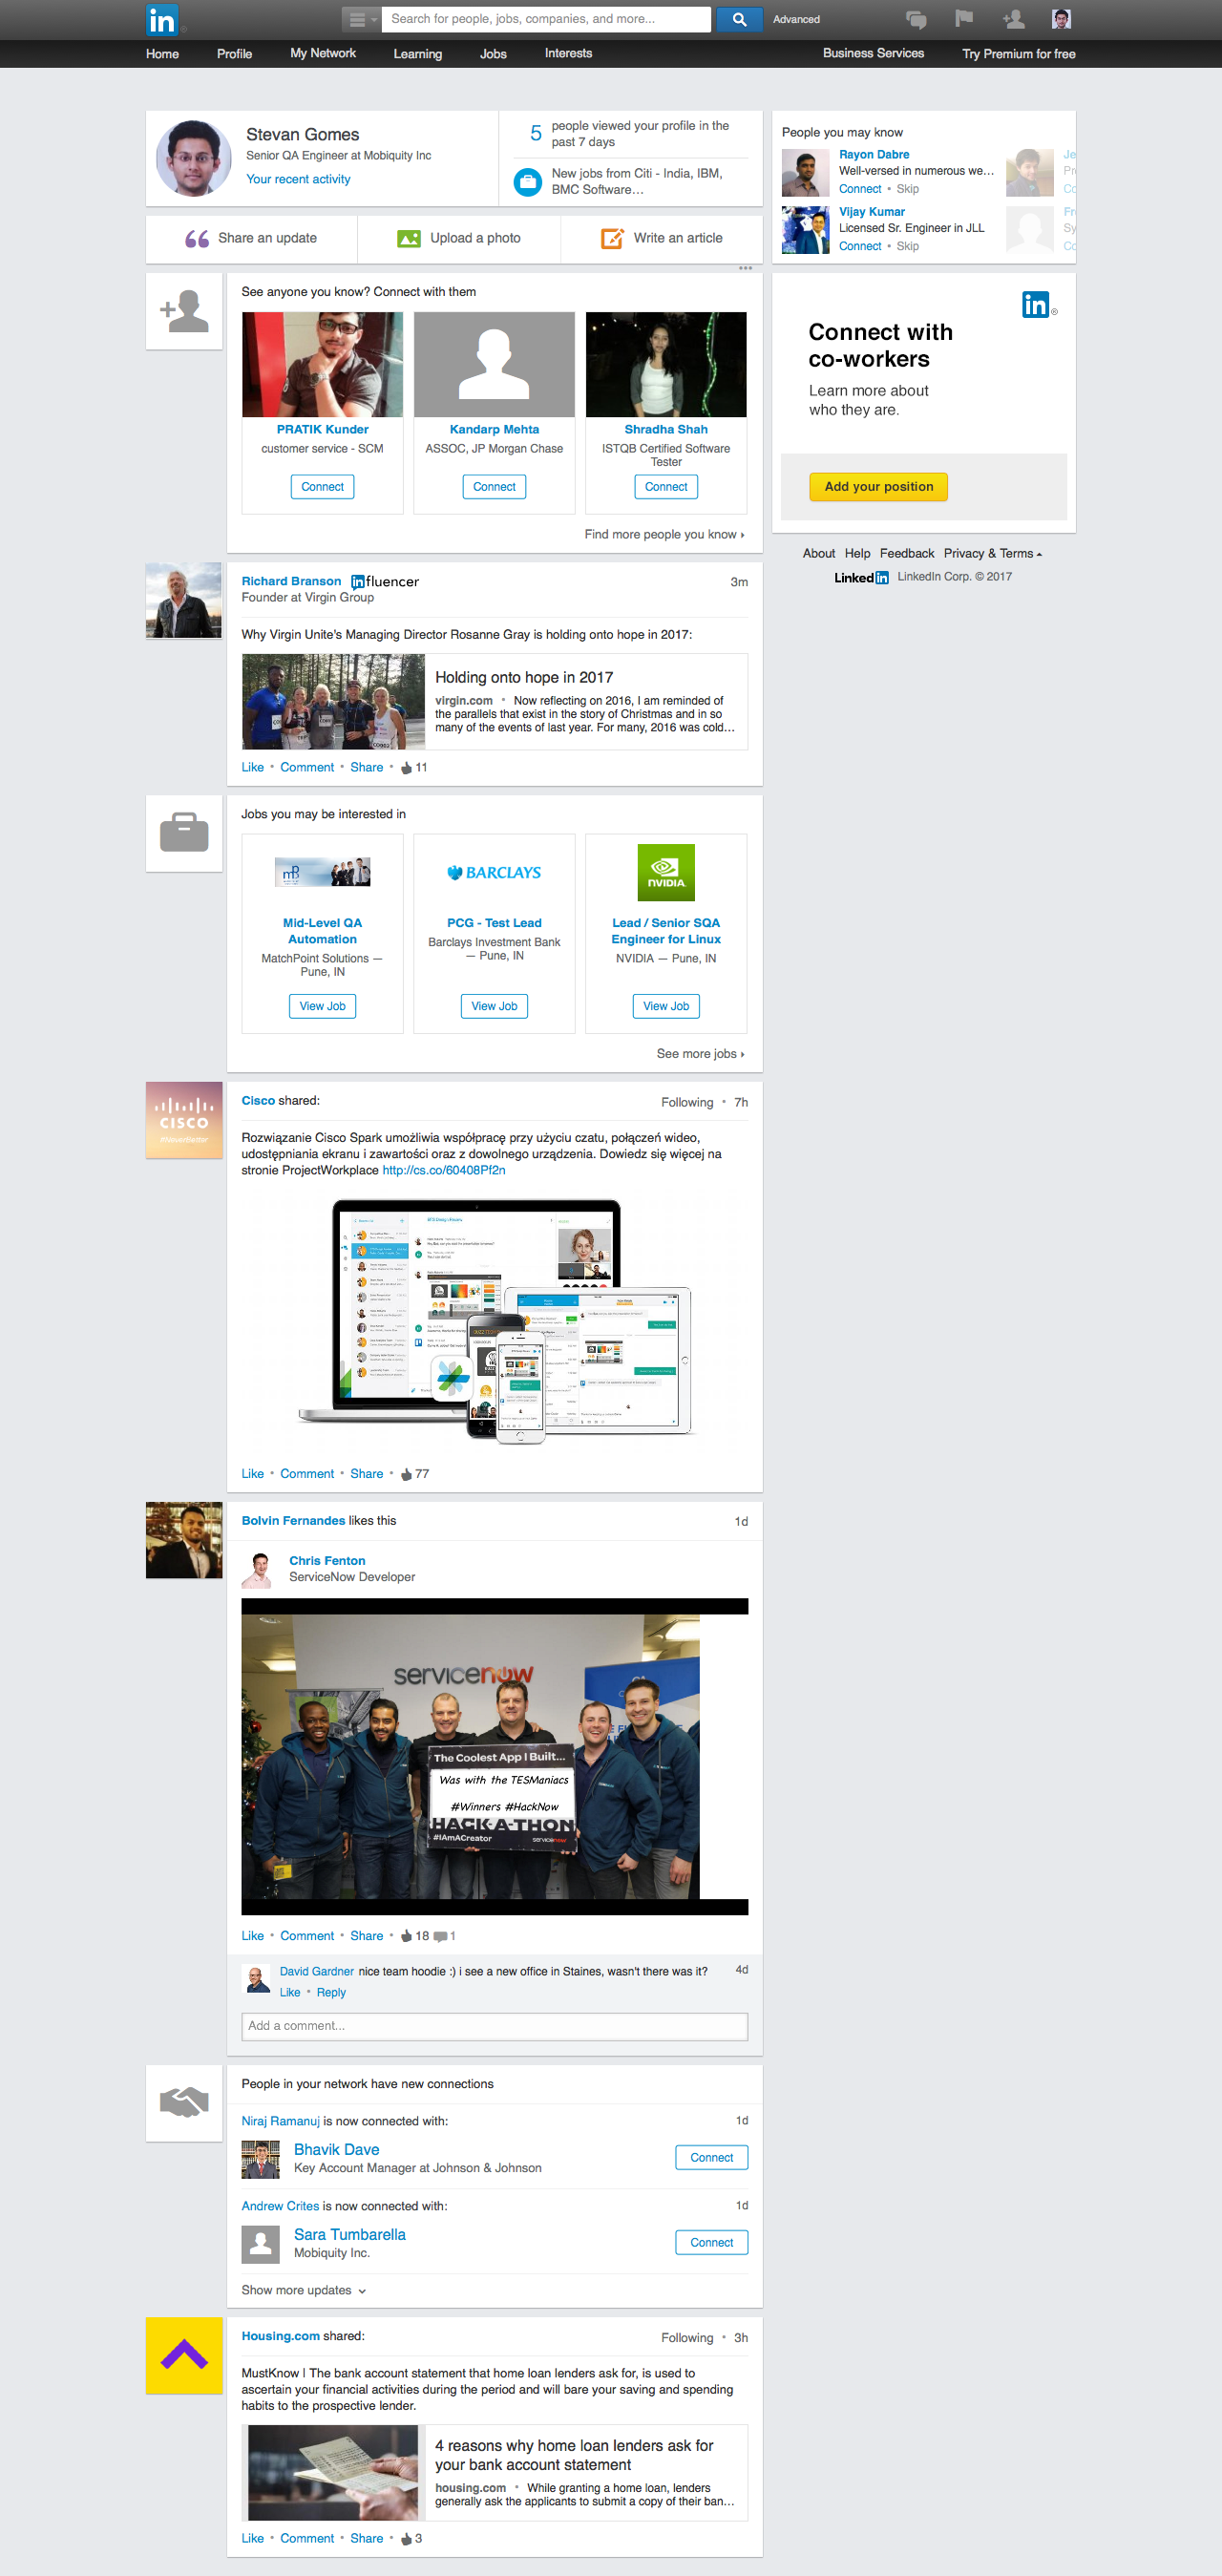 in
Search for people, jobs, companies, and more...
Advanced
Home Profile My Network Learning Jobs Interests Business Services Try Premium for free
Stevan Gomes
Senior QA Engineer at Mobiquity Inc
Your recent activity
5 people viewed your profile in the
past 7 days
New jobs from Citi - India, IBM,
BMC Software...
People you may know
Rayon Dabre
Well-versed in numerous we...
Connect • Skip
Vijay Kumar
Licensed Sr. Engineer in JLL
Connect • Skip
Je
Pr
Co
Fr
Sy
Co
Share an update
Upload a photo
Write an article
See anyone you know? Connect with them
PRATIK Kunder
customer service - SCM
Connect
Kandarp Mehta
ASSOC, JP Morgan Chase
Connect
Shradha Shah
ISTQB Certified Software
Tester
Connect
Find more people you know
in®
Connect with
co-workers
Learn more about
who they are.
Add your position
About Help Feedback Privacy & Terms
Linkedin LinkedIn Corp. © 2017
Richard Branson influencer 3m
Founder at Virgin Group
Why Virgin Unite's Managing Director Rosanne Gray is holding onto hope in 2017:
Holding onto hope in 2017
virgin.com • Now reflecting on 2016, I am reminded of
the parallels that exist in the story of Christmas and in so
many of the events of last year. For many, 2016 was cold...
Like • Comment • Share • 11
Jobs you may be interested in
BARCLAYS
NVIDIA
Mid-Level QA
Automation
MatchPoint Solutions —
Pune, IN
View Job
PCG - Test Lead
Barclays Investment Bank
— Pune, IN
View Job
Lead / Senior SQA
Engineer for Linux
NVIDIA — Pune, IN
View Job
See more jobs
CISCO
#NeverBetter
Cisco shared: Following • 7h
Rozwiązanie Cisco Spark umożliwia współpracę przy użyciu czatu, połączeń wideo,
udostępniania ekranu i zawartości oraz z dowolnego urządzenia. Dowiedz się więcej na
stronie ProjectWorkplace http://cs.co/60408Pf2n
Like • Comment • Share • 77
Bolvin Fernandes likes this 1d
Chris Fenton
ServiceNow Developer
servicenow
The Coolest App I Built...
Was with the TESManiacs
#Winners #HackNow
HACK-A-THON
#IAmACreator servicenow
Like • Comment • Share • 18 1
David Gardner nice team hoodie :) i see a new office in Staines, wasn't there was it? 4d
Like • Reply
Add a comment...
People in your network have new connections
Niraj Ramanuj is now connected with: 1d
Bhavik Dave
Key Account Manager at Johnson & Johnson
Connect
Andrew Crites is now connected with: 1d
Sara Tumbarella
Mobiquity Inc.
Connect
Show more updates
Housing.com shared: Following • 3h
MustKnow | The bank account statement that home loan lenders ask for, is used to
ascertain your financial activities during the period and will bare your saving and spending
habits to the prospective lender.
4 reasons why home loan lenders ask for
your bank account statement
housing.com • While granting a home loan, lenders
generally ask the applicants to submit a copy of their ban...
Like • Comment • Share • 3